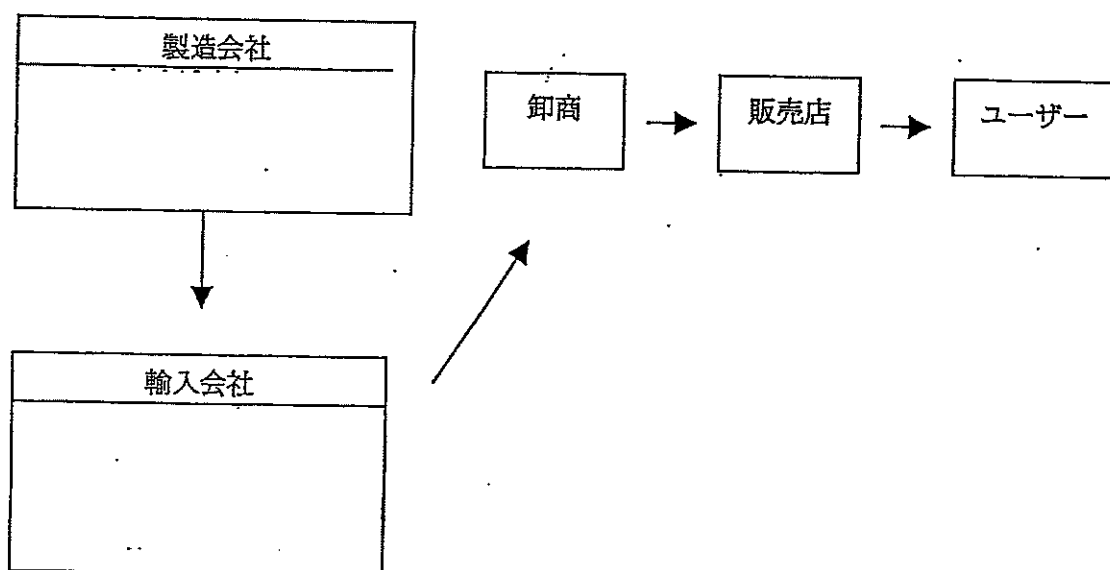 製造会社
卸商
販売店
ユーザー
輸入会社